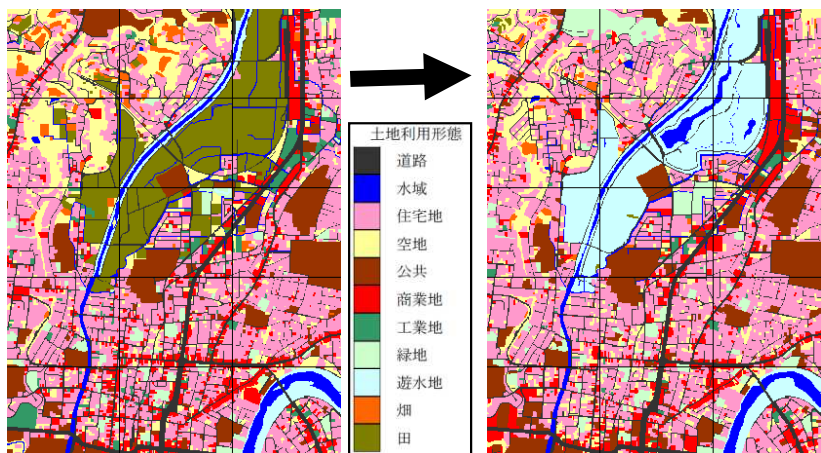 土地利用形態
道路
水域
住宅地
空地
公共
商業地
工業地
緑地
遊水地
畑
田